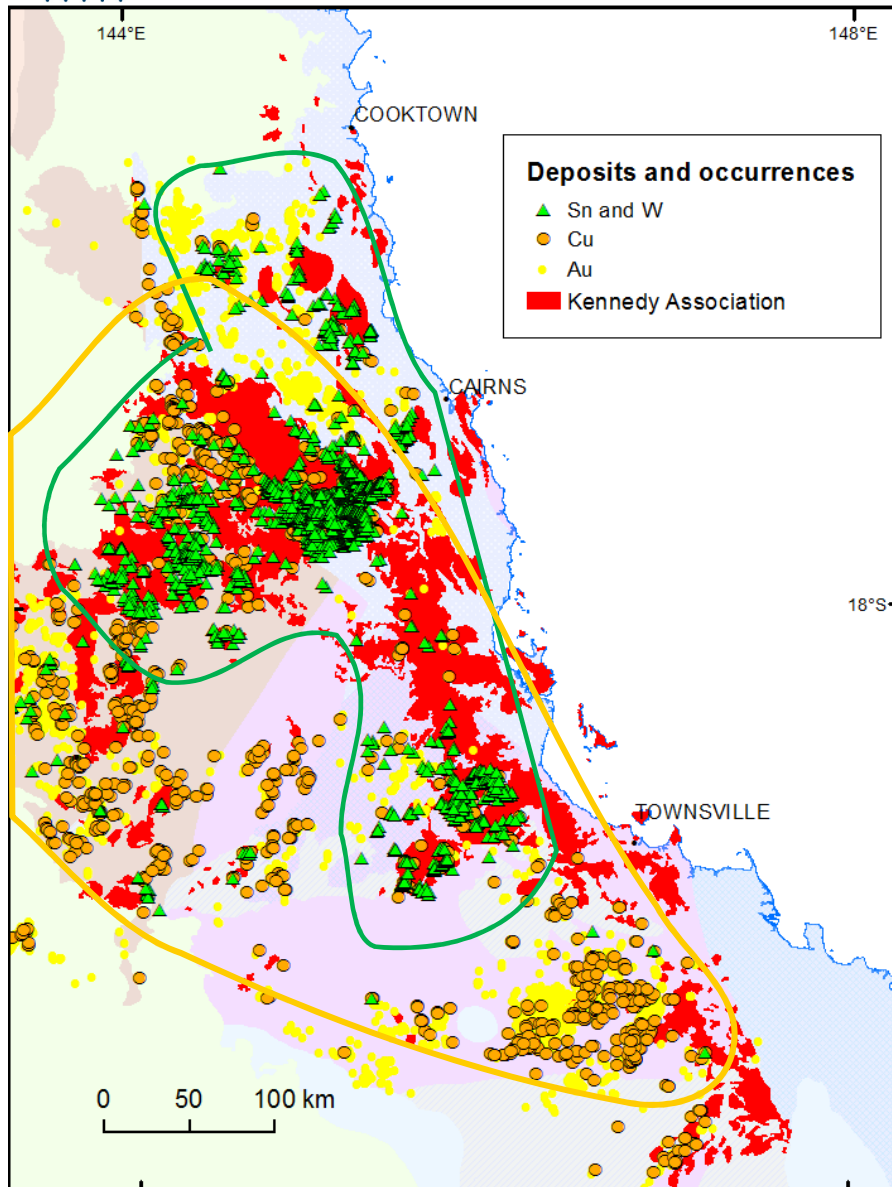 144°E
148°E
COOKTOWN
Deposits and occurrences
Sn and W
Cu
Au
Kennedy Association
CAIRNS
18°S
TOWNSVILLE
0 50 100 km